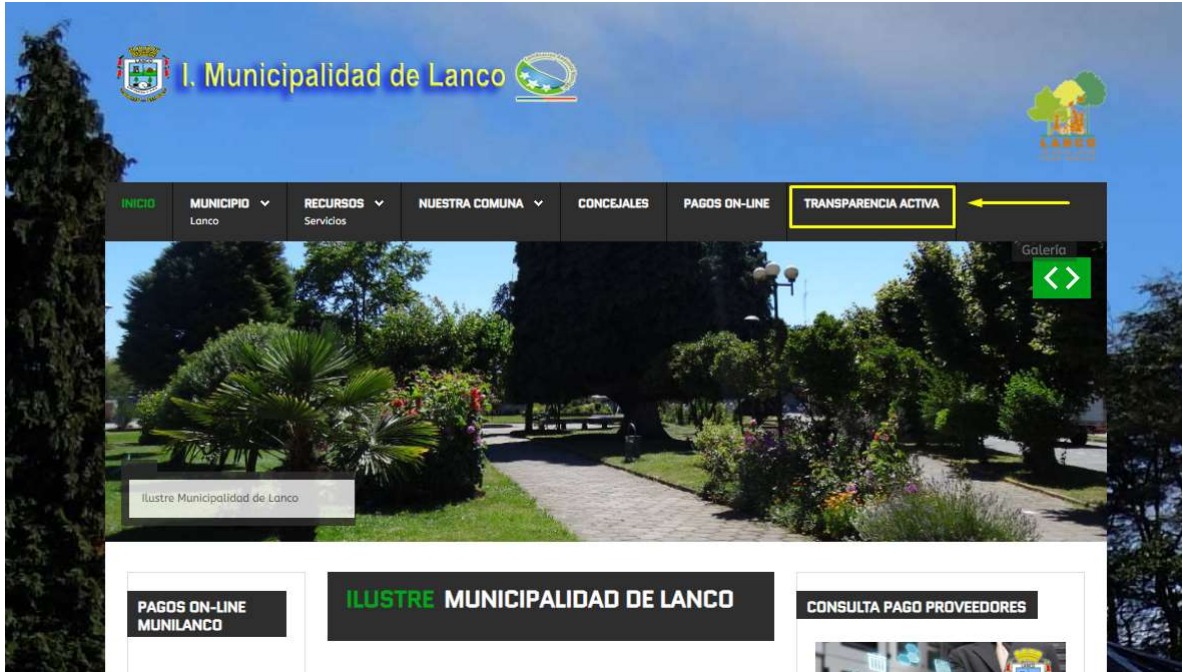 I. Municipalidad de Lanco
LANCO
INICIO
MUNICIPIO
Lanco
RECURSOS
Servicios
NUESTRA COMUNA
CONCEJALES
PAGOS ON-LINE
TRANSPARENCIA ACTIVA
Galería
Ilustre Municipalidad de Lanco
PAGOS ON-LINE
MUNILANCO
ILUSTRE MUNICIPALIDAD DE LANCO
CONSULTA PAGO PROVEEDORES